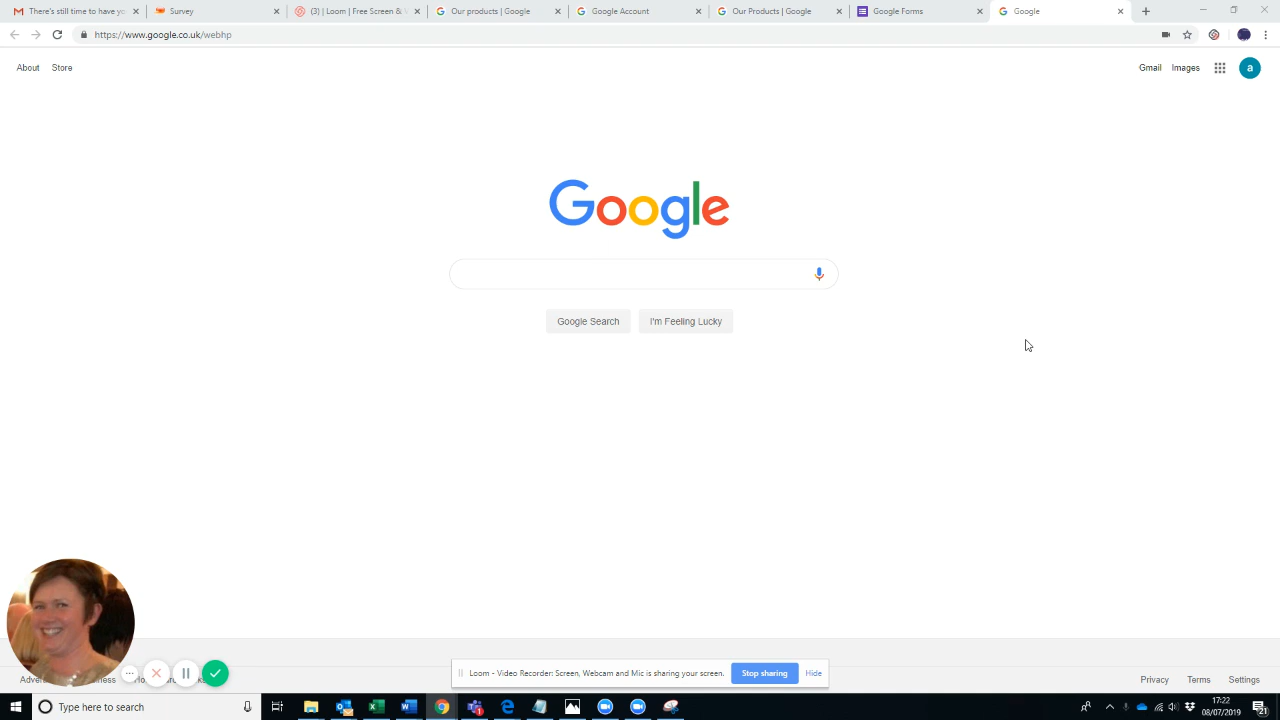 There's still time to have yo
Survey
(3) | Loom | Free Screen &
Our products | Google
Google Account
Our Products | Google
Google Forms
Google
https://www.google.co.uk/webhp
About Store
Gmail Images
a
Google
Google Search
I'm Feeling Lucky
Loom - Video Recorder: Screen, Webcam and Mic is sharing your screen.
Stop sharing
Hide
Privacy Terms Settings
Type here to search
17:22
08/07/2019
21